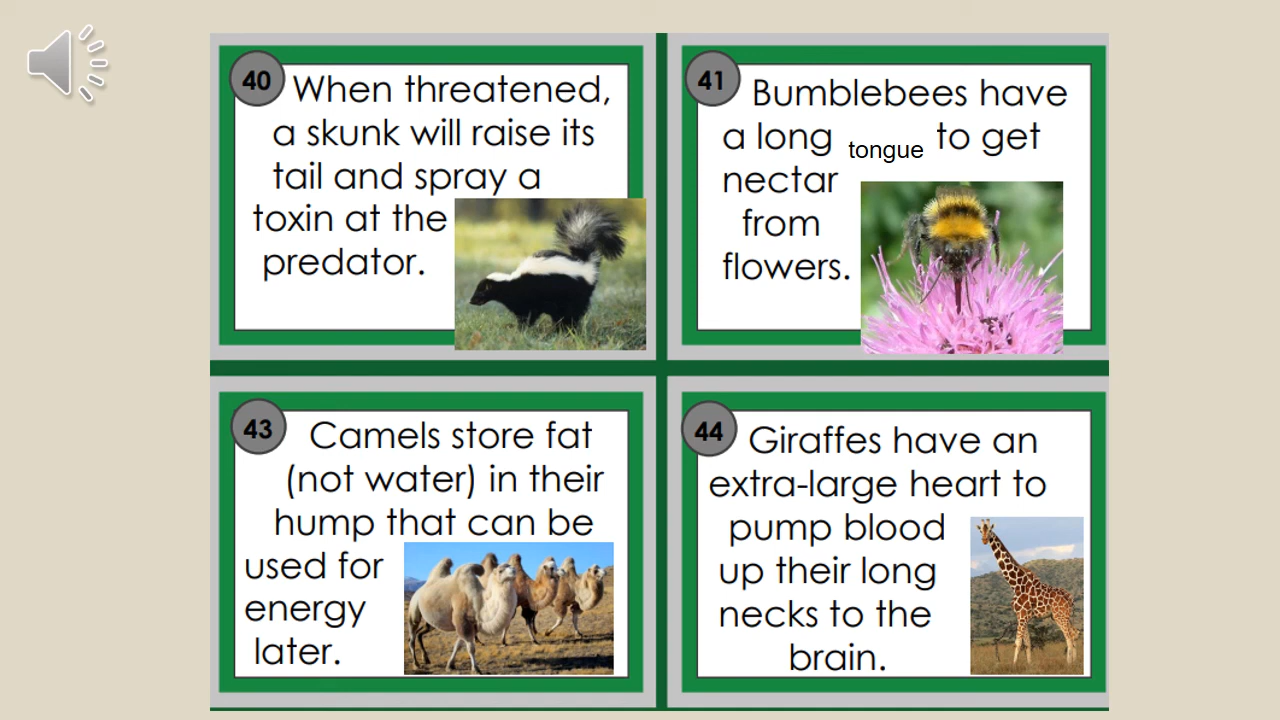 40
When threatened,
a skunk will raise its
tail and spray a
toxin at the
predator.
41
Bumblebees have
a long tongue to get
nectar
from
flowers.
43
Camels store fat
(not water) in their
hump that can be
used for
energy
later.
44
Giraffes have an
extra-large heart to
pump blood
up their long
necks to the
brain.